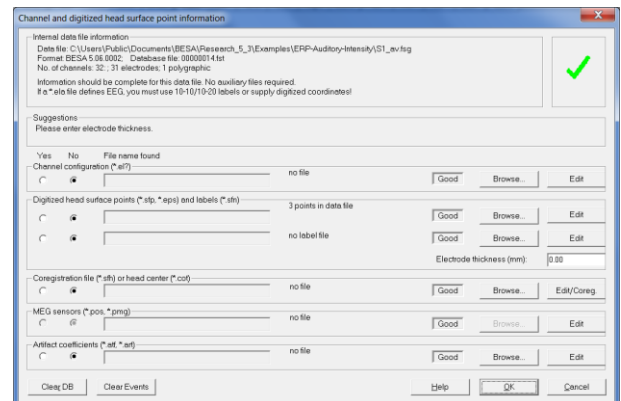 Channel and digitized head surface point information
Internal data file information
Data file: C:\Users\Public\Documents\BESA\Research_5_3\Examples\ERP-Auditory-Intensity\S1_av.fsg
Format: BESA 5.06.0002; Database file: 00000014.fst
No. of channels: 32: ; 31 electrodes; 1 polygraphic
Information should be complete for this data file. No auxiliary files required.
If a *.ela file defines EEG, you must use 10-10/10-20 labels or supply digitized coordinates!
Suggestions
Please enter electrode thickness.
Yes No File name found
Channel configuration (*.el?)
no file Good Browse... Edit
Digitized head surface points (*.sfp, *.eps) and labels (*.sfn)
3 points in data file Good Browse... Edit
no label file Good Browse... Edit
Electrode thickness (mm): 0.00
Coregistration file (*.sfh) or head center (*.cot)
no file Good Browse... Edit/Coreg.
MEG sensors (*.pos, *.pmg)
no file Good Browse... Edit
Artifact coefficients (*.atf, *.art)
no file Good Browse... Edit
Clear DB Clear Events Help OK Cancel